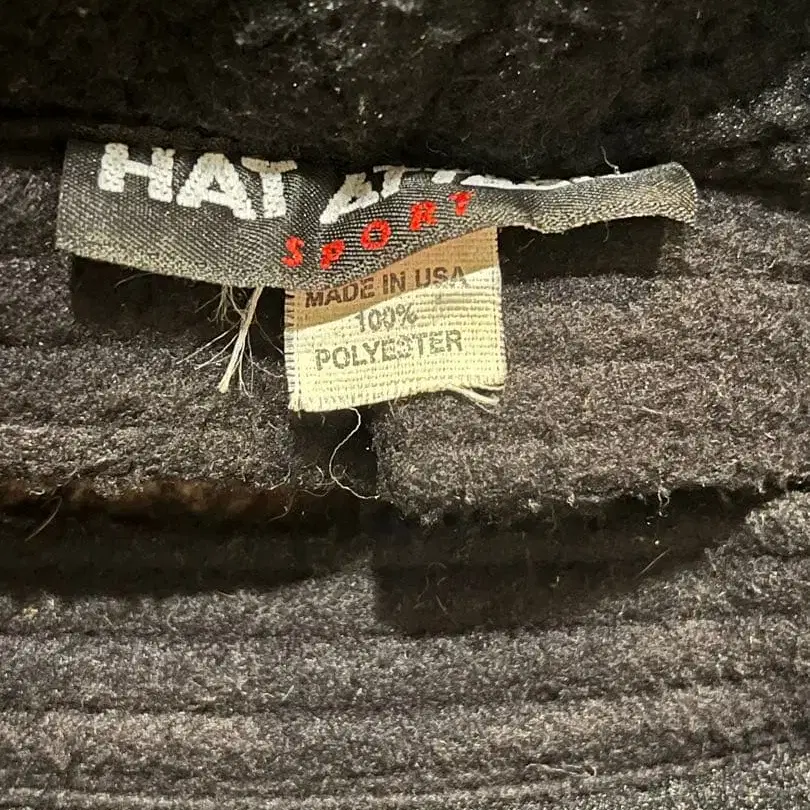 HAT
SPORT
MADE IN USA
100%
POLYESTER